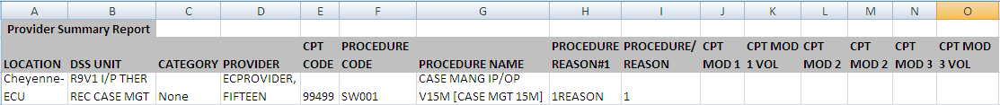 A B C D E F G H I J K L M N O
Provider Summary Report
CPT PROCEDURE PROCEDURE PROCEDURE/ CPT CPT MOD CPT CPT CPT CPT MOD
LOCATION DSS UNIT CATEGORY PROVIDER CODE CODE PROCEDURE NAME REASON#1 REASON MOD 1 1 VOL MOD 2 MOD 2 MOD 3 3 VOL
Cheyenne- R9V1 I/P THER ECPROVIDER, CASE MANG IP/OP
ECU REC CASE MGT None FIFTEEN 99499 SW001 V15M [CASE MGT 15M] 1REASON 1